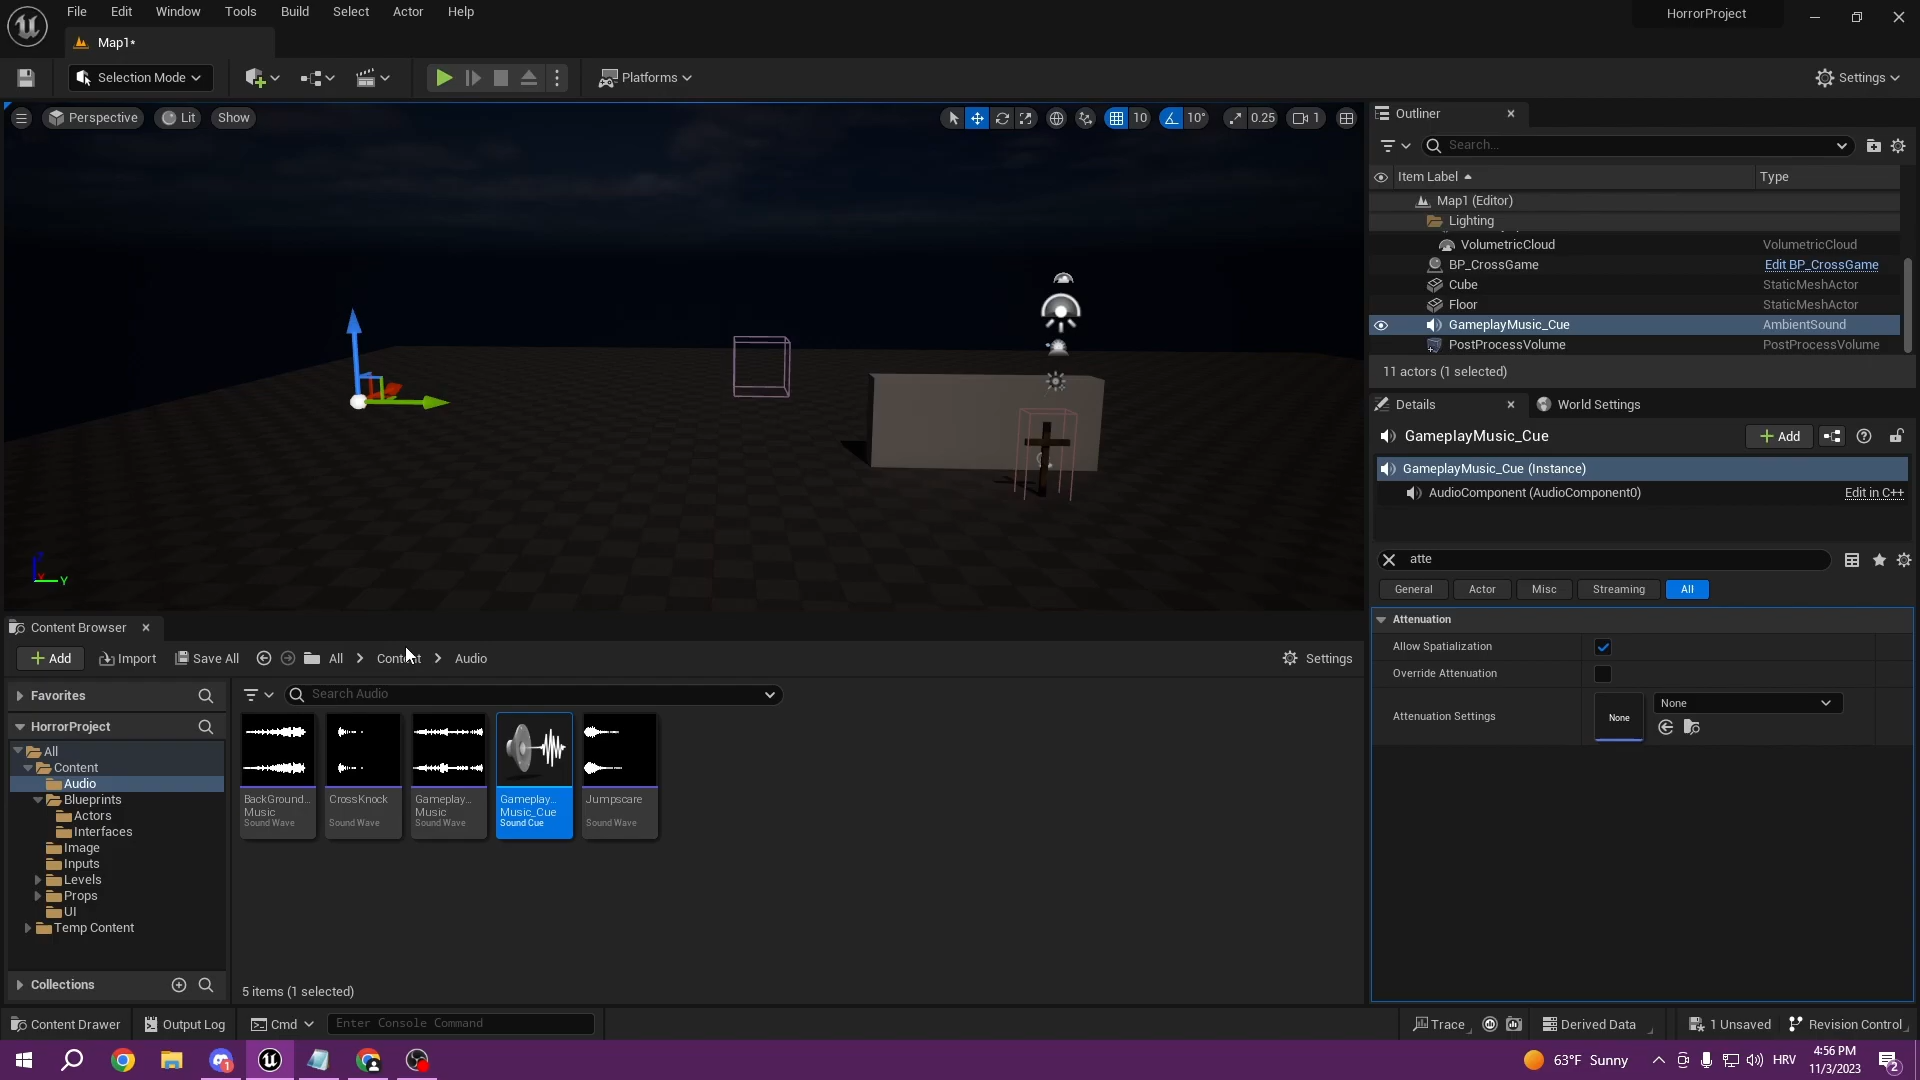 File Edit View Window Tools Build Select Actor Help
HorrorProject
Map1*
Selection Mode
Platforms
Settings
Perspective Lit Show
10 10° 0.25 1
Outliner
Search...
Item Label Type
Map1 (Editor)
Lighting
VolumetricCloud VolumetricCloud
BP_CrossGame Edit BP_CrossGame
Cube StaticMeshActor
Floor StaticMeshActor
GameplayMusic_Cue AmbientSound
PostProcessVolume PostProcessVolume
11 actors (1 selected)
Details World Settings
GameplayMusic_Cue
Add
GameplayMusic_Cue (Instance)
AudioComponent (AudioComponent0) Edit in C++
atte
General Actor Misc Streaming All
Attenuation
Allow Spatialization
Override Attenuation
Attenuation Settings
None
None
Y
Content Browser
Add Import Save All All Content Audio Settings
Favorites
Search Audio
HorrorProject
All
Content
Audio
Blueprints
Actors
Interfaces
Image
Inputs
Levels
Props
UI
Temp Content
Collections
BackGround...
Music
Sound Wave
CrossKnock
Sound Wave
Gameplay...
Music
Sound Wave
Gameplay...
Music_Cue
Sound Cue
Jumpscare
Sound Wave
5 items (1 selected)
Content Drawer Output Log Cmd Enter Console Command
Trace Derived Data 1 Unsaved Revision Control
63°F Sunny
HRV
4:56 PM
11/3/2023